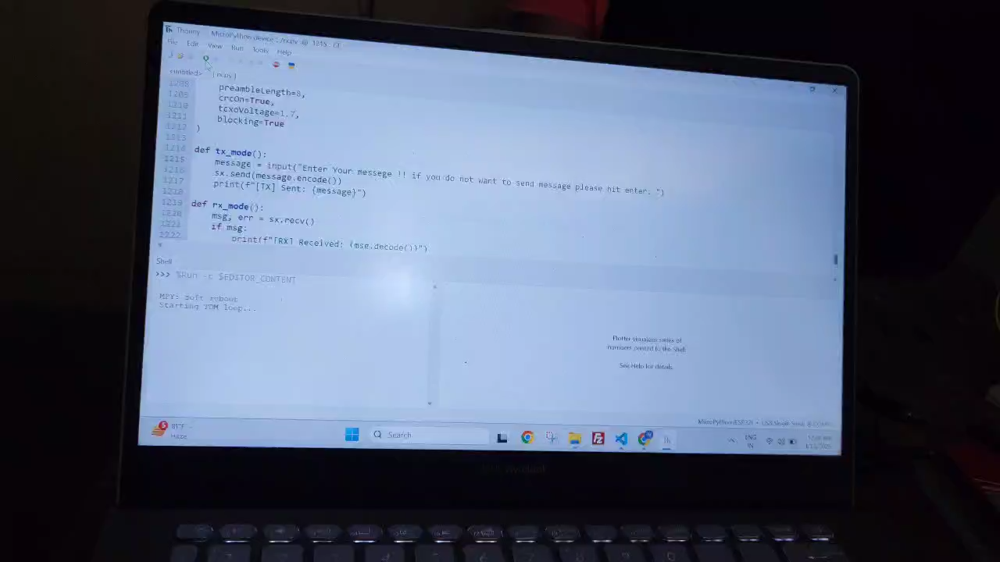 Thonny MicroPython device :: /rx.py @ 1215
File Edit View Run Tools Help
<untitled> [ rx.py ]
1208 preambleLength=8,
1209 crcOn=True,
1210 tcxoVoltage=1.7,
1211 blocking=True
1212 )
1213
1214 def tx_mode():
1215 message = input("Enter Your messege !! if you do not want to send message please hit enter. ")
1216 sx.send(message.encode())
1217 print(f"[TX] Sent: {message}")
1218
1219 def rx_mode():
1220 msg, err = sx.recv()
1221 if msg:
1222 print(f"[RX] Received: {msg.decode()}")
Shell
>>> %Run -c $EDITOR_CONTENT
MPY: soft reboot
Starting TDM loop...
Plotter visualizes series of
numbers printed to the Shell.
See Help for details.
MicroPython (ESP32) • USB
5
81°F
Haze
Search
ENG
IN